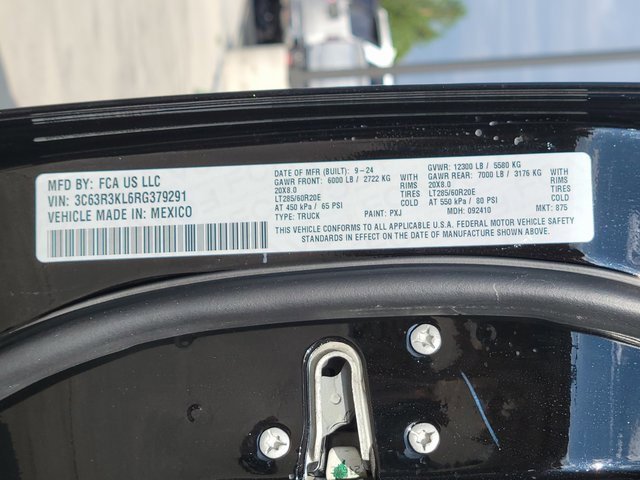 MFD BY: FCA US LLC
VIN: 3C63R3KL6RG379291
VEHICLE MADE IN: MEXICO
DATE OF MFR (BUILT): 9-24
GAWR FRONT: 6000 LB / 2722 KG WITH
20X8.0 RIMS
LT285/60R20E TIRES
AT 450 kPa / 65 PSI COLD
TYPE: TRUCK PAINT: PXJ
GVWR: 12300 LB / 5580 KG
GAWR REAR: 7000 LB / 3176 KG WITH
20X8.0 RIMS
LT285/60R20E TIRES
AT 550 kPa / 80 PSI COLD
MDH: 092410 MKT: 875
THIS VEHICLE CONFORMS TO ALL APPLICABLE U.S.A. FEDERAL MOTOR VEHICLE SAFETY
STANDARDS IN EFFECT ON THE DATE OF MANUFACTURE SHOWN ABOVE.